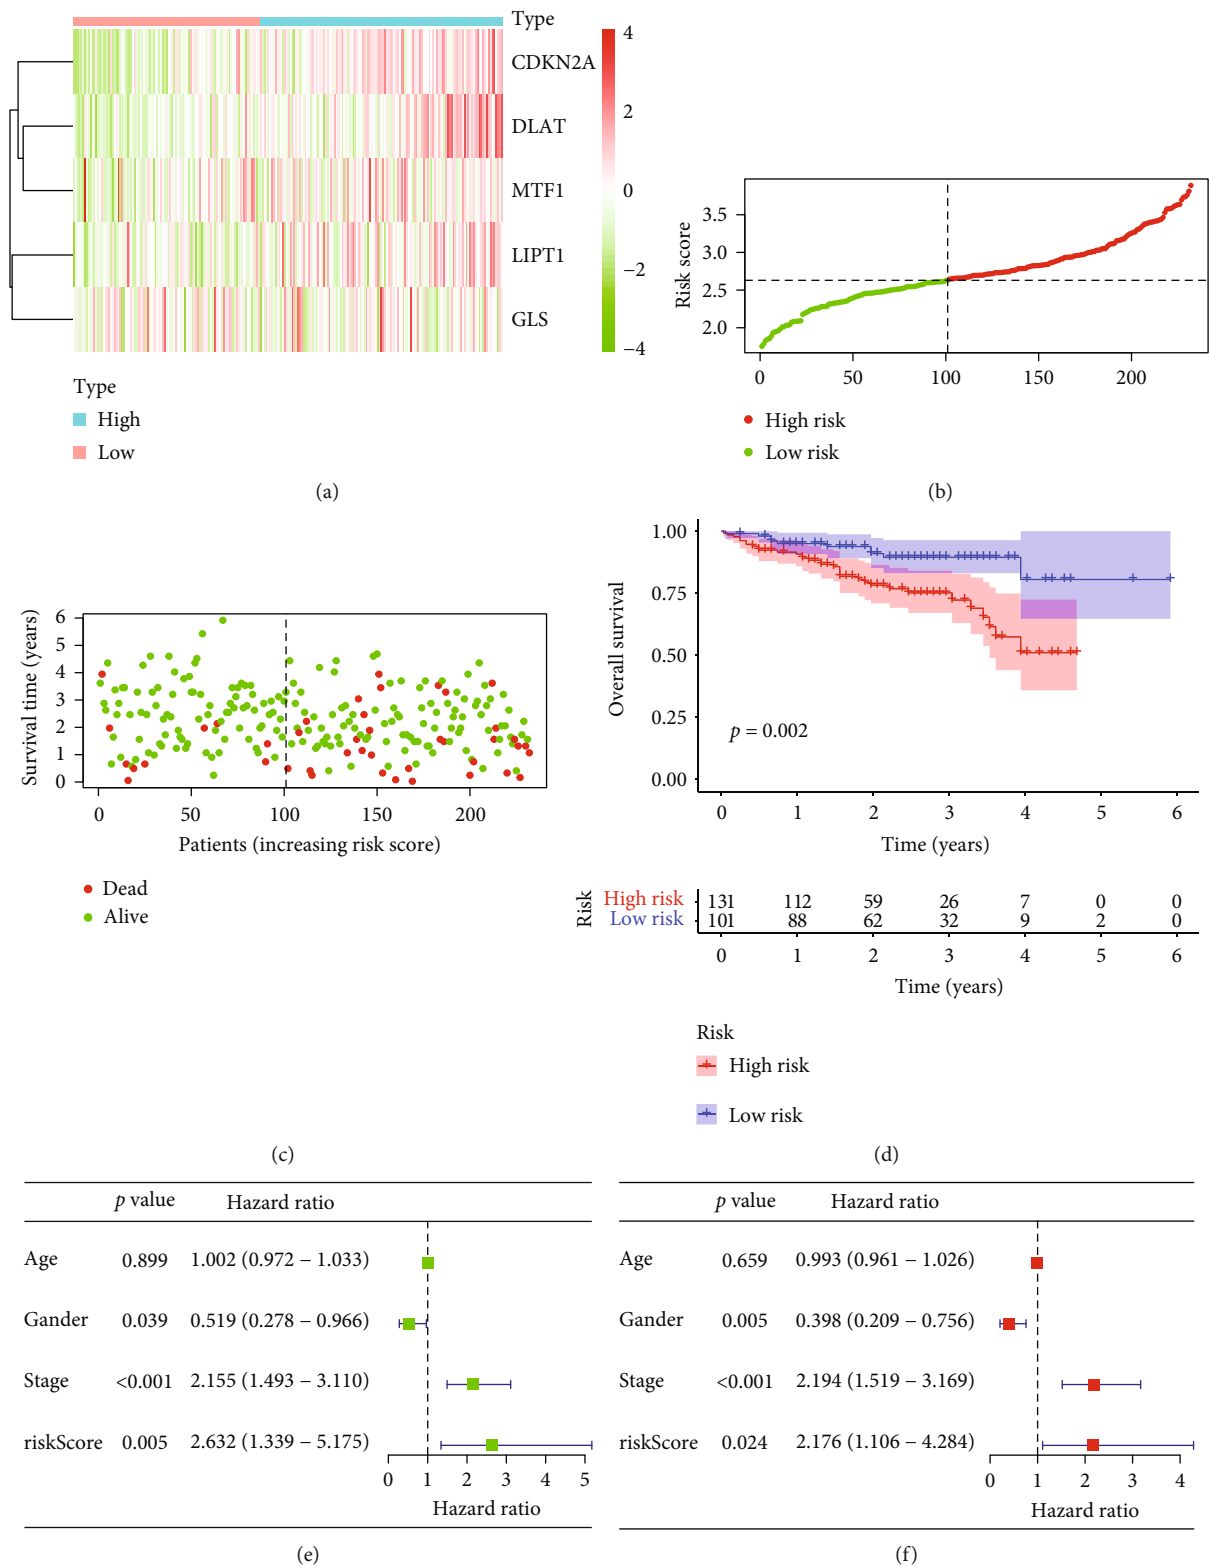 Type
CDKN2A
DLAT
MTF1
LIPT1
GLS
4
2
0
−2
−4
Type
High
Low
(a)
Risk score
3.5
3.0
2.5
2.0
0 50 100 150 200
High risk
Low risk
(b)
Survival time (years)
6
5
4
3
2
1
0
0 50 100 150 200
Patients (increasing risk score)
Dead
Alive
(c)
Overall survival
1.00
0.75
0.50
0.25
0.00
p = 0.002
0 1 2 3 4 5 6
Time (years)
Risk
High risk 131 112 59 26 7 0 0
Low risk 101 88 62 32 9 2 0
0 1 2 3 4 5 6
Time (years)
Risk
High risk
Low risk
(d)
p value Hazard ratio
Age 0.899 1.002 (0.972 − 1.033)
Gander 0.039 0.519 (0.278 − 0.966)
Stage <0.001 2.155 (1.493 − 3.110)
riskScore 0.005 2.632 (1.339 − 5.175)
0 1 2 3 4 5
Hazard ratio
(e)
p value Hazard ratio
Age 0.659 0.993 (0.961 − 1.026)
Gander 0.005 0.398 (0.209 − 0.756)
Stage <0.001 2.194 (1.519 − 3.169)
riskScore 0.024 2.176 (1.106 − 4.284)
0 1 2 3 4
Hazard ratio
(f)